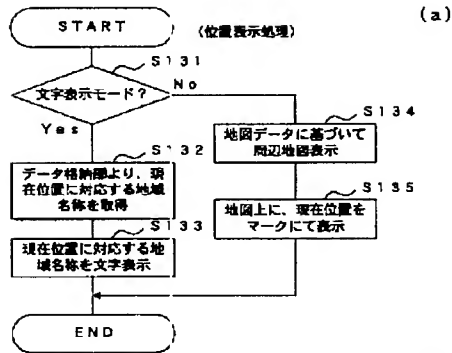 (a)
START
(位置表示処理)
S131
文字表示モード?
No
Yes
S132
データ格納部より、現
在位置に対応する地域
名称を取得
S133
現在位置に対応する地
域名称を文字表示
S134
地図データに基づいて
周辺地図表示
S135
地図上に、現在位置を
マークにて表示
END